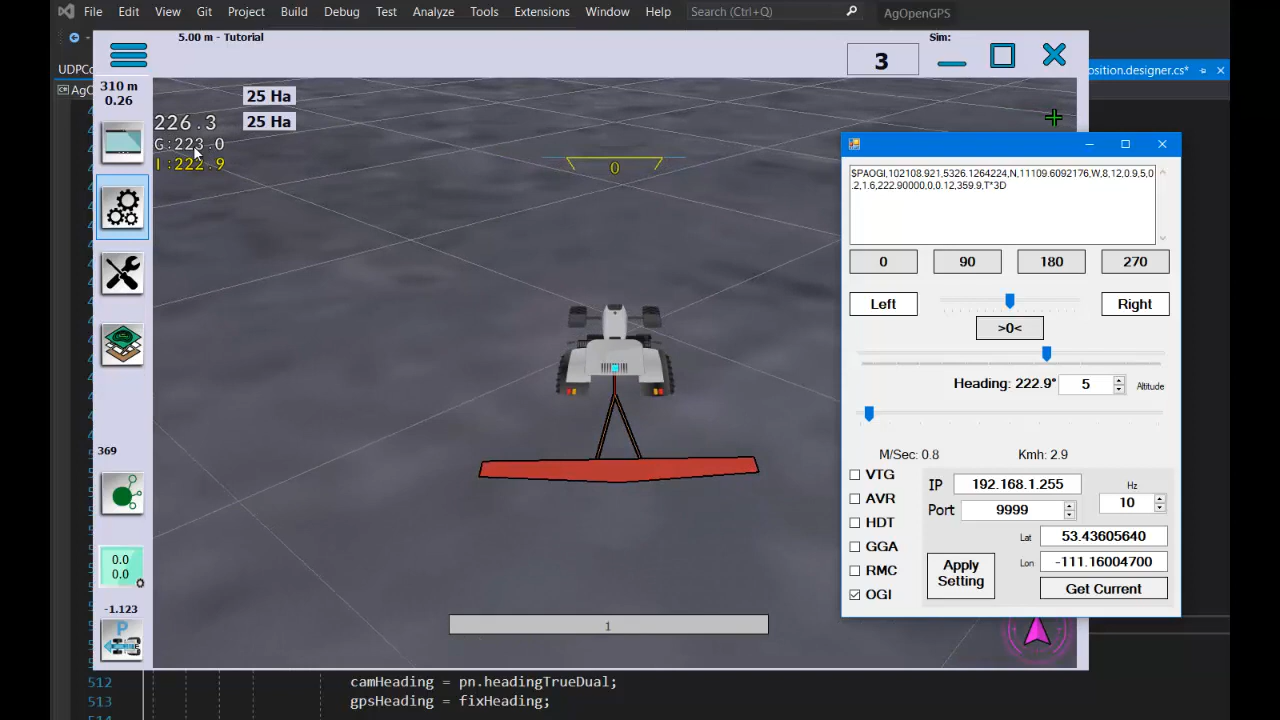 File Edit View Git Project Build Debug Test Analyze Tools Extensions Window Help Search (Ctrl+Q) AgOpenGPS
5.00 m - Tutorial
Sim:
3
UDPCo
osition.designer.cs*
AgO
310 m
0.26
25 Ha
25 Ha
226.3
G:223.0
I:222.9
0
$PAOGI,102108.921,5326.1264224,N,11109.6092176,W,8,12,0.9,5,0
.2,1.6,222.90000,0.0.12,359.9,T*3D
0 90 180 270
Left Right
>0<
Heading: 222.9° 5 Altitude
M/Sec: 0.8 Kmh: 2.9
VTG
AVR
HDT
GGA
RMC
OGI
IP 192.168.1.255
Port 9999
Hz
10
Lat 53.43605640
Lon -111.16004700
Apply
Setting
Get Current
369
0.0
0.0
-1.123
P
1
512 camHeading = pn.headingTrueDual;
513 gpsHeading = fixHeading;